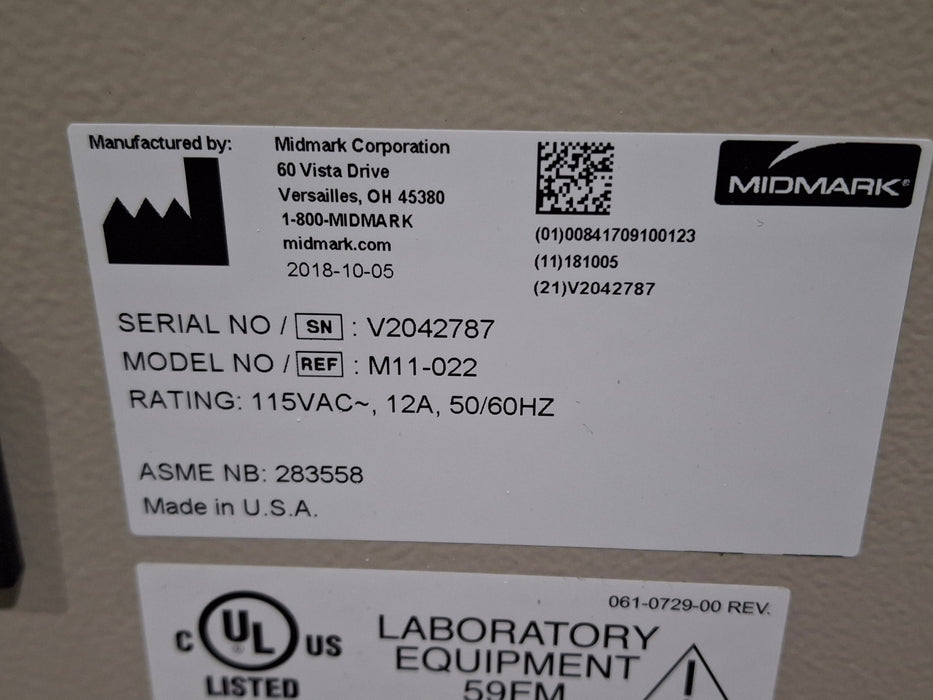 Manufactured by:
Midmark Corporation
60 Vista Drive
Versailles, OH 45380
1-800-MIDMARK
midmark.com
2018-10-05
(01)00841709100123
(11)181005
(21)V2042787
MIDMARK®
SERIAL NO / SN : V2042787
MODEL NO / REF : M11-022
RATING: 115VAC~, 12A, 50/60HZ
ASME NB: 283558
Made in U.S.A.
061-0729-00 REV.
C UL ® US
LISTED
LABORATORY
EQUIPMENT
59FM